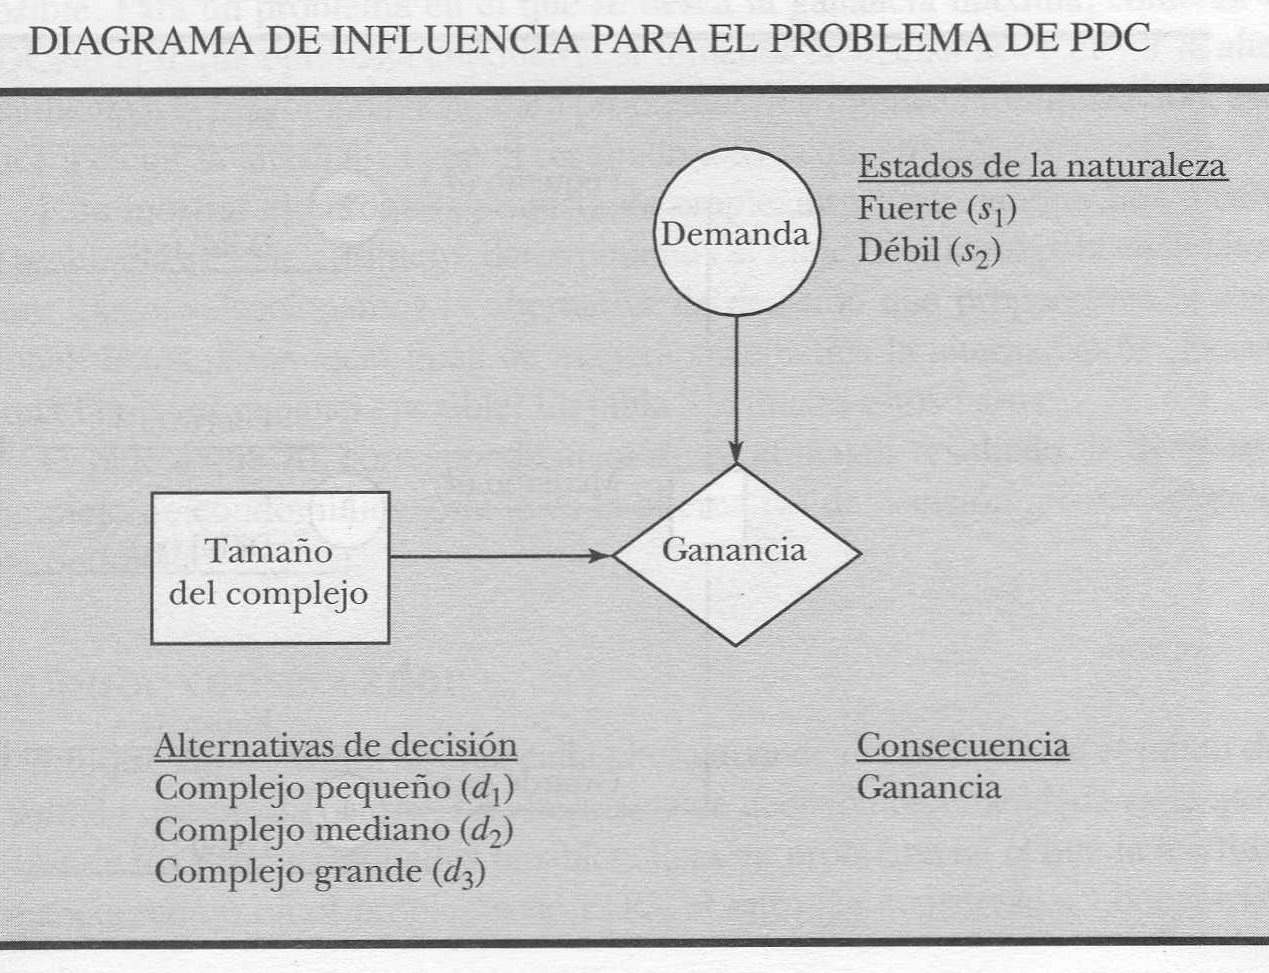 DIAGRAMA DE INFLUENCIA PARA EL PROBLEMA DE PDC
Demanda
Estados de la naturaleza
Fuerte (s₁)
Débil (s₂)
Tamaño
del complejo
Ganancia
Alternativas de decisión
Complejo pequeño (d₁)
Complejo mediano (d₂)
Complejo grande (d₃)
Consecuencia
Ganancia